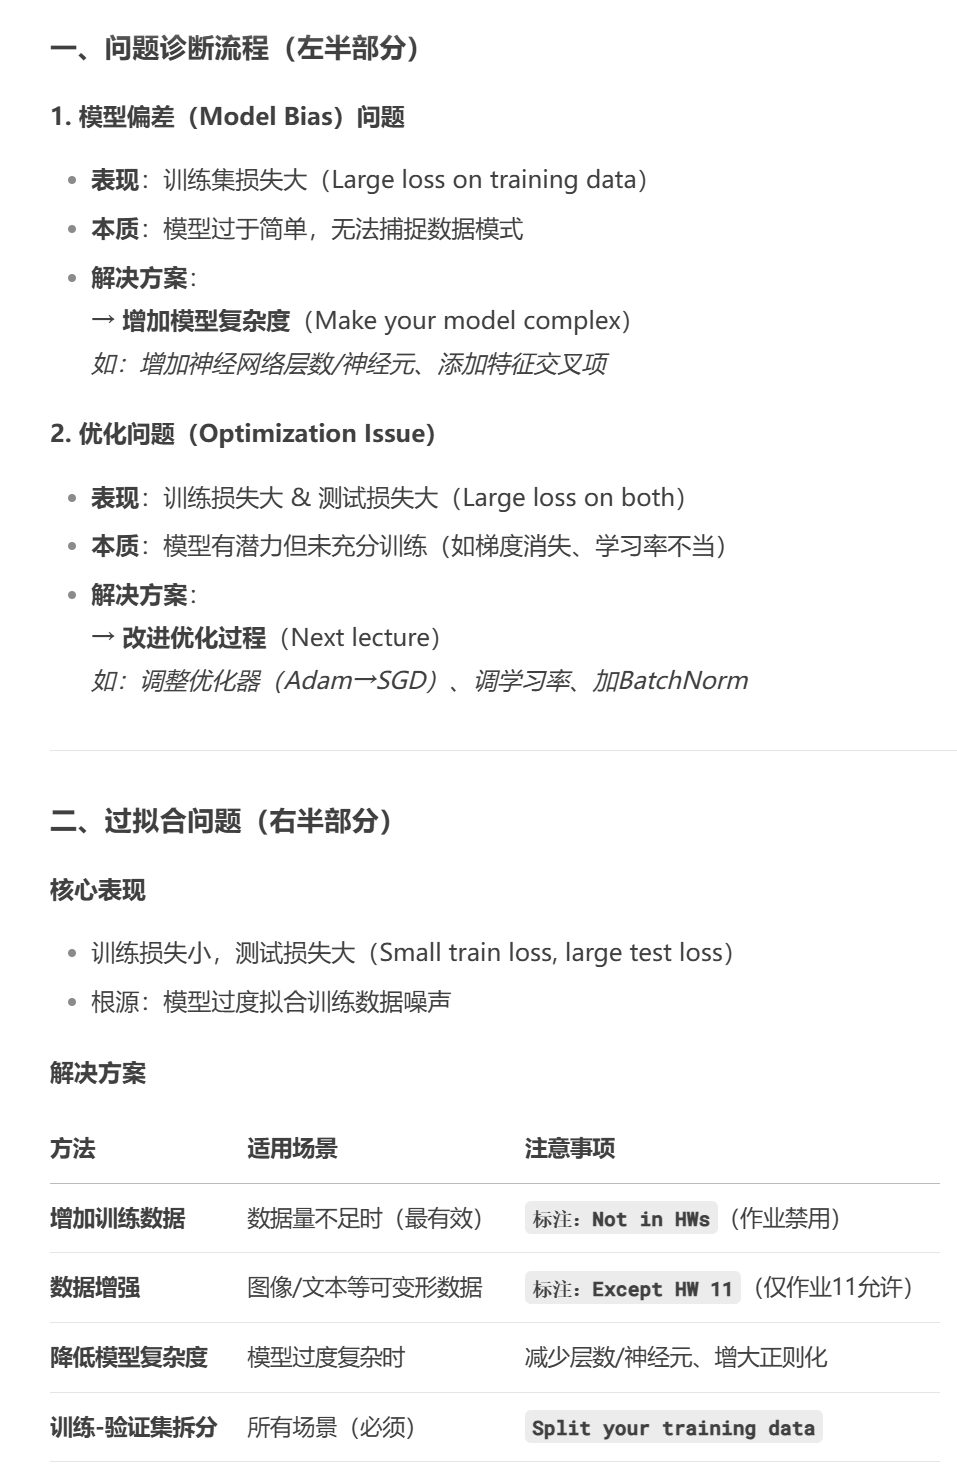 一、问题诊断流程（左半部分）
1. 模型偏差（Model Bias）问题
表现：训练集损失大（Large loss on training data）
本质：模型过于简单，无法捕捉数据模式
解决方案：
→ 增加模型复杂度（Make your model complex）
如：增加神经网络层数/神经元、添加特征交叉项
2. 优化问题（Optimization Issue）
表现：训练损失大 & 测试损失大（Large loss on both）
本质：模型有潜力但未充分训练（如梯度消失、学习率不当）
解决方案：
→ 改进优化过程（Next lecture）
如：调整优化器（Adam→SGD）、调学习率、加BatchNorm
二、过拟合问题（右半部分）
核心表现
训练损失小，测试损失大（Small train loss, large test loss）
根源：模型过度拟合训练数据噪声
解决方案
方法 适用场景 注意事项
增加训练数据 数据量不足时（最有效） 标注：Not in HWs（作业禁用）
数据增强 图像/文本等可变形数据 标注：Except HW 11（仅作业11允许）
降低模型复杂度 模型过度复杂时 减少层数/神经元、增大正则化
训练-验证集拆分 所有场景（必须） Split your training data